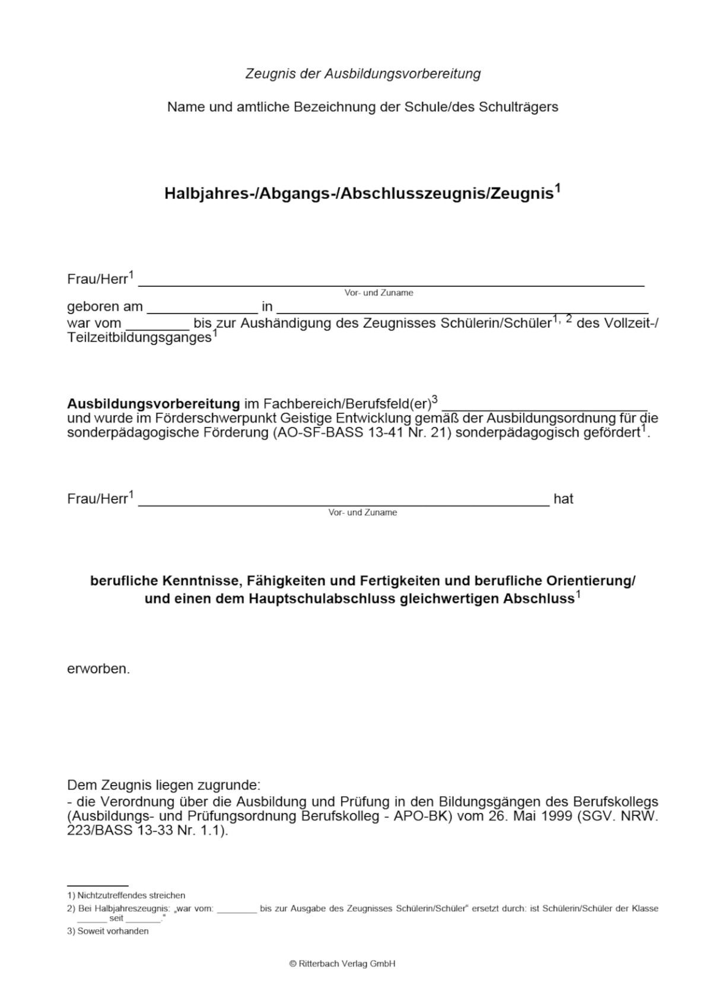 Zeugnis der Ausbildungsvorbereitung
Name und amtliche Bezeichnung der Schule/des Schulträgers
Halbjahres-/Abgangs-/Abschlusszeugnis/Zeugnis1
Frau/Herr1 ____________________
Vor- und Zuname
geboren am __________ in ____________________
war vom ________ bis zur Aushändigung des Zeugnisses Schülerin/Schüler1, 2 des Vollzeit-/
Teilzeitbildungsganges1
Ausbildungsvorbereitung im Fachbereich/Berufsfeld(er)3 ____________________
und wurde im Förderschwerpunkt Geistige Entwicklung gemäß der Ausbildungsordnung für die
sonderpädagogische Förderung (AO-SF-BASS 13-41 Nr. 21) sonderpädagogisch gefördert1.
Frau/Herr1 ____________________ hat
Vor- und Zuname
berufliche Kenntnisse, Fähigkeiten und Fertigkeiten und berufliche Orientierung/
und einen dem Hauptschulabschluss gleichwertigen Abschluss1
erworben.
Dem Zeugnis liegen zugrunde:
- die Verordnung über die Ausbildung und Prüfung in den Bildungsgängen des Berufskollegs
(Ausbildungs- und Prüfungsordnung Berufskolleg - APO-BK) vom 26. Mai 1999 (SGV. NRW.
223/BASS 13-33 Nr. 1.1).
1) Nichtzutreffendes streichen
2) Bei Halbjahreszeugnis: „war vom: ________ bis zur Ausgabe des Zeugnisses Schülerin/Schüler“ ersetzt durch: ist Schülerin/Schüler der Klasse
______ seit _______.“
3) Soweit vorhanden
© Ritterbach Verlag GmbH